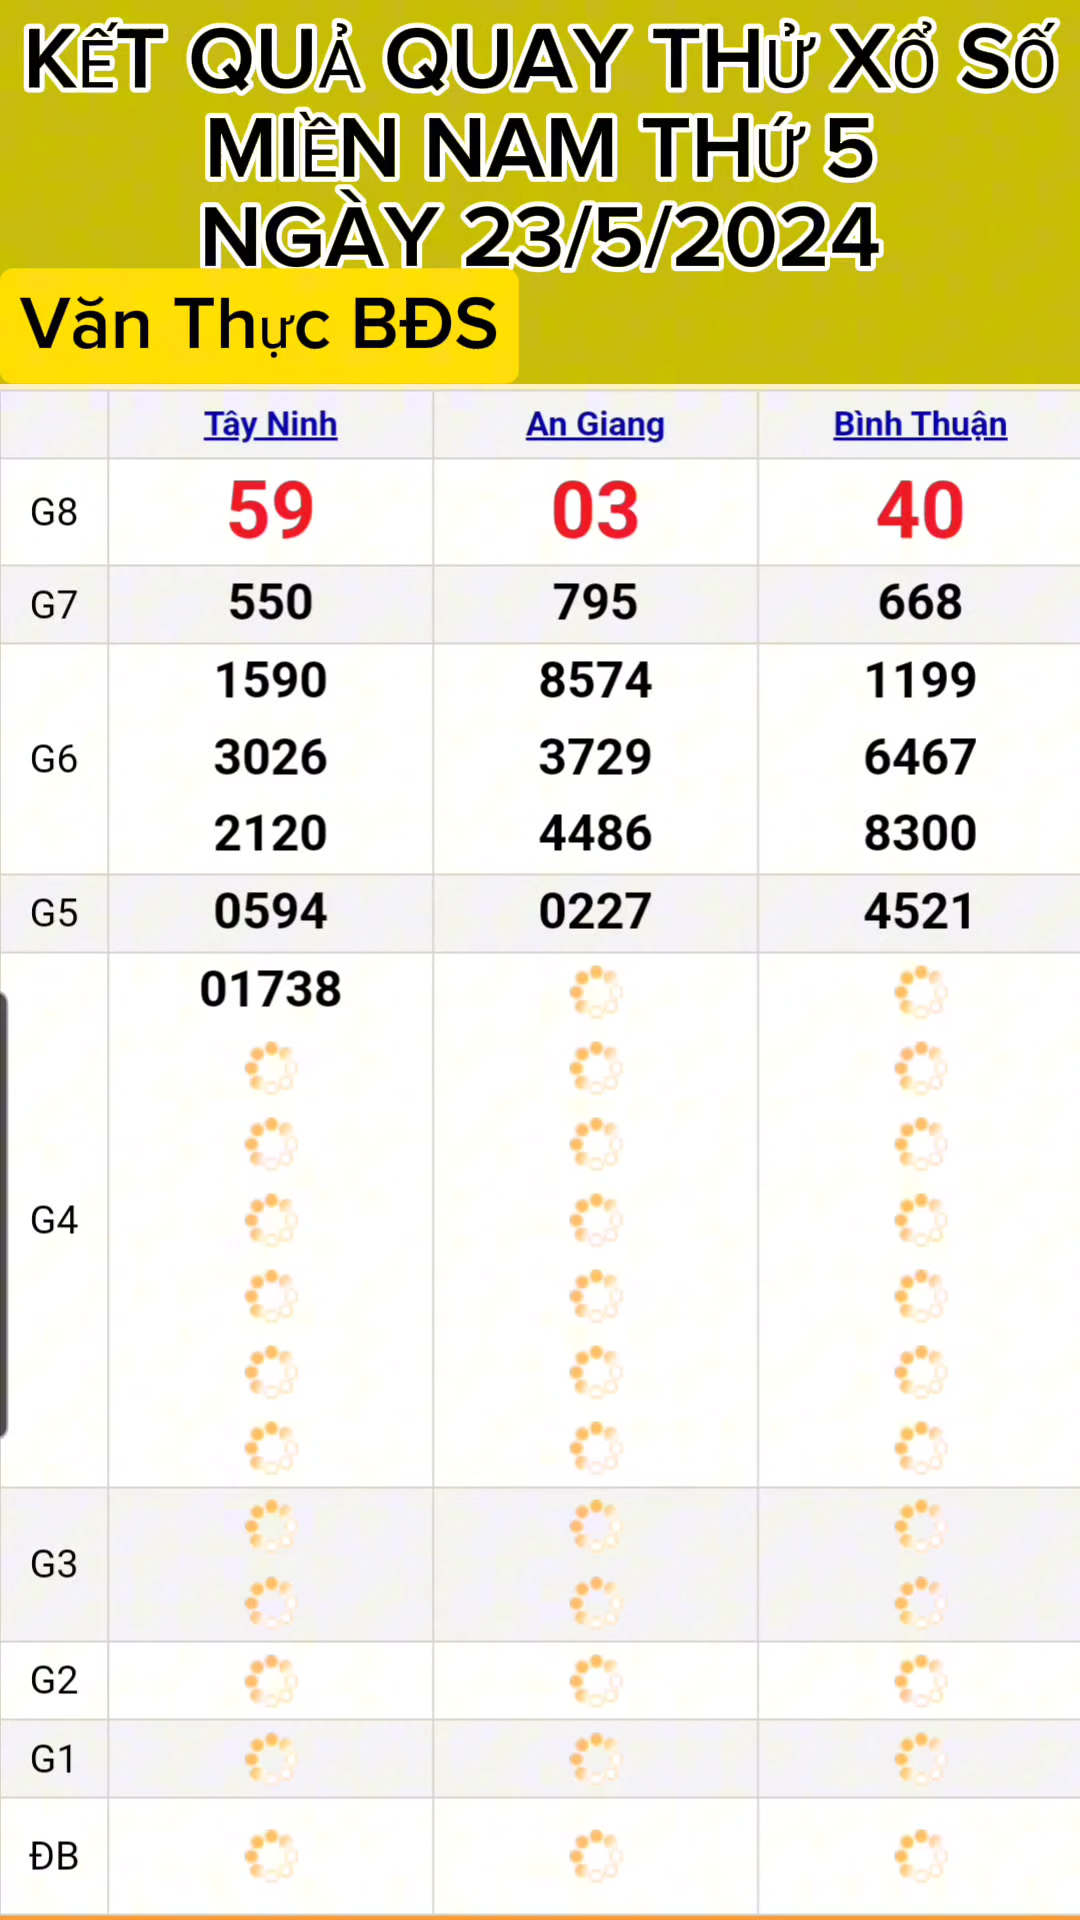 KẾT QUẢ QUAY THỬ XỔ SỐ
MIỀN NAM THỨ 5
NGÀY 23/5/2024
Văn Thực BĐS
Tây Ninh An Giang Bình Thuận
G8 59 03 40
G7 550 795 668
1590 8574 1199
G6 3026 3729 6467
2120 4486 8300
G5 0594 0227 4521
01738
G4
G3
G2
G1
ĐB